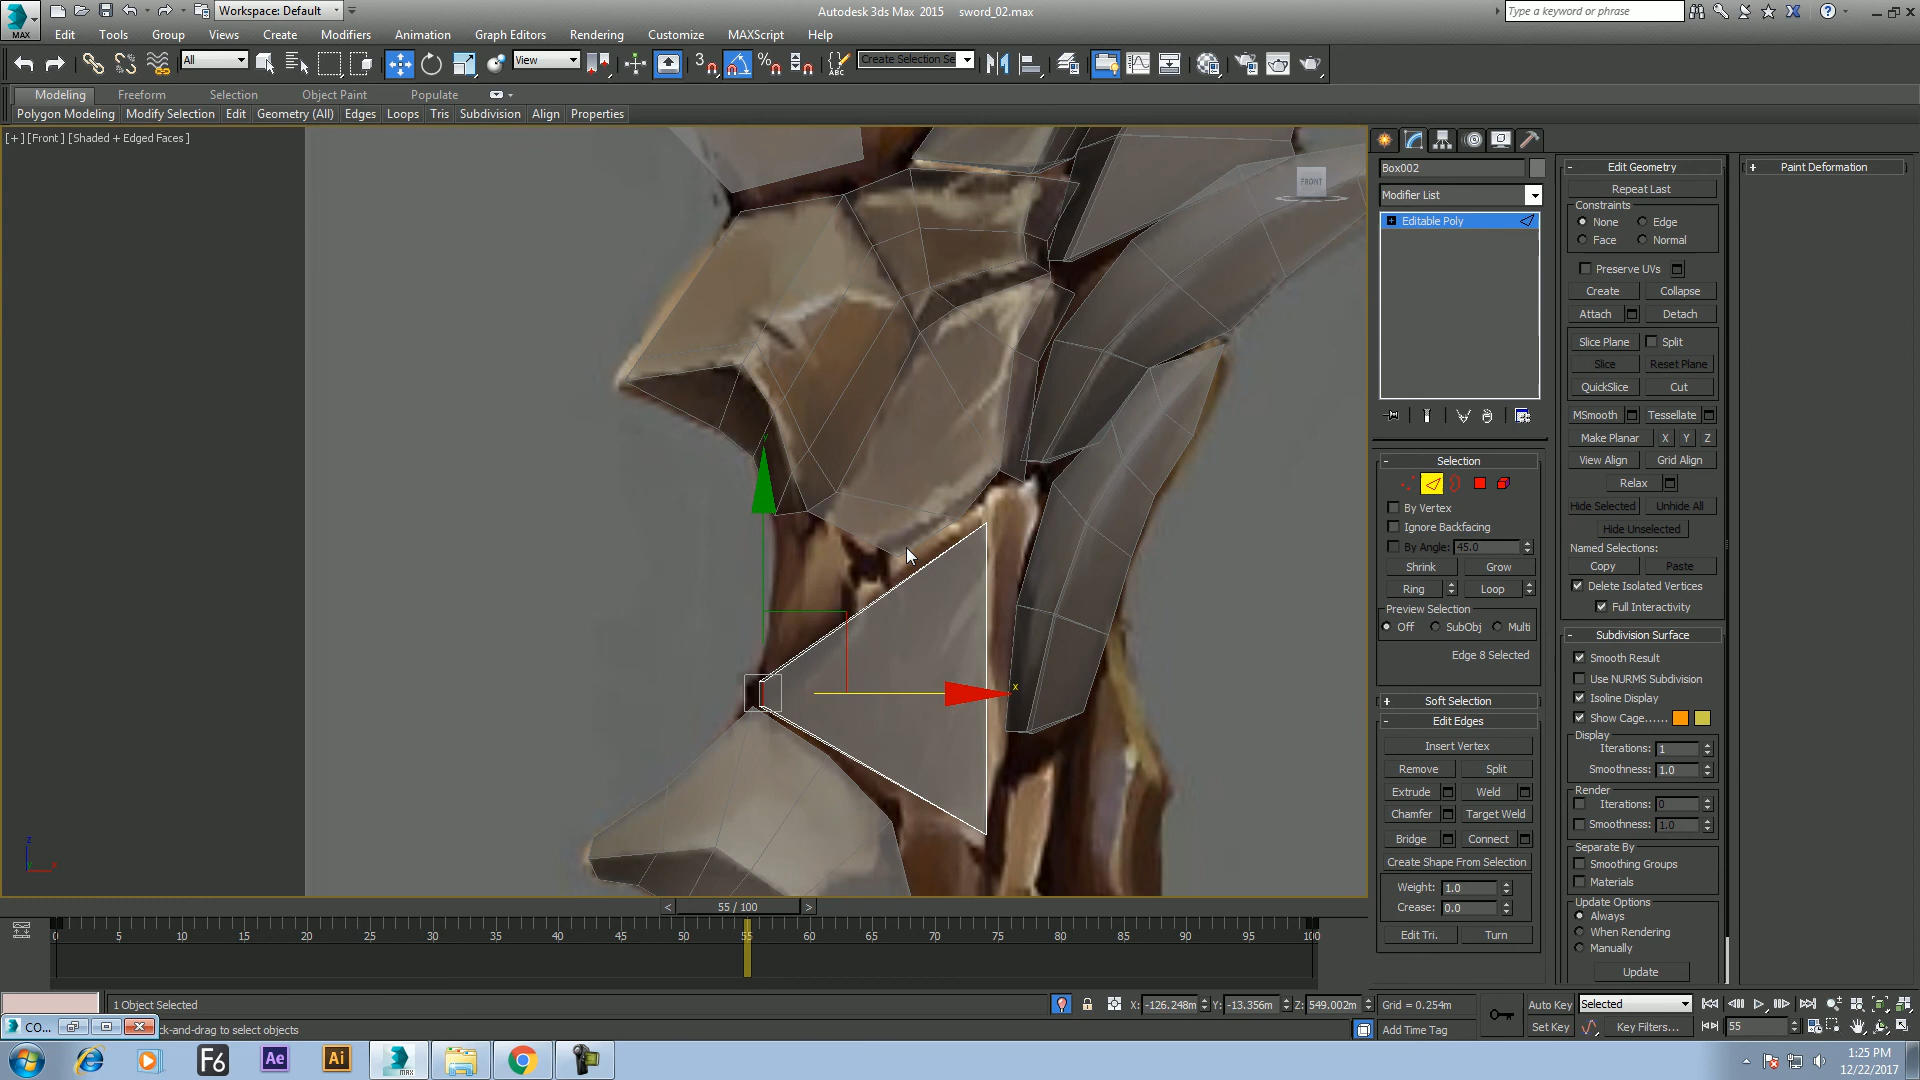 Workspace: Default
Autodesk 3ds Max 2015    sword_02.max
Type a keyword or phrase
MAX
Edit Tools Group Views Create Modifiers Animation Graph Editors Rendering Customize MAXScript Help
All
View
3
ABC
Create Selection Se
Modeling Freeform Selection Object Paint Populate
Polygon Modeling Modify Selection Edit Geometry (All) Edges Loops Tris Subdivision Align Properties
[+] [Front ] [Shaded + Edged Faces ]
FRONT
x
Box002
Modifier List
Editable Poly
Selection
By Vertex
Ignore Backfacing
By Angle: 45.0
Shrink Grow
Ring Loop
Preview Selection
Off SubObj Multi
Edge 8 Selected
Soft Selection
Edit Edges
Insert Vertex
Remove Split
Extrude Weld
Chamfer Target Weld
Bridge Connect
Create Shape From Selection
Weight: 1.0
Crease: 0.0
Edit Tri. Turn
Edit Geometry
Repeat Last
Constraints
None Edge
Face Normal
Preserve UVs
Create Collapse
Attach Detach
Slice Plane Split
Slice Reset Plane
QuickSlice Cut
MSmooth Tessellate
Make Planar X Y Z
View Align Grid Align
Relax
Hide Selected Unhide All
Hide Unselected
Named Selections:
Copy Paste
Delete Isolated Vertices
Full Interactivity
Subdivision Surface
Smooth Result
Use NURMS Subdivision
Isoline Display
Show Cage......
Display
Iterations: 1
Smoothness: 1.0
Render
Iterations: 0
Smoothness: 1.0
Separate By
Smoothing Groups
Materials
Update Options
Always
When Rendering
Manually
Update
Paint Deformation
< 55 / 100 >
0 5 10 15 20 25 30 35 40 45 50 55 60 65 70 75 80 85 90 95 100
1 Object Selected
X: -126.248m Y: -13.356m Z: 549.002m Grid = 0.254m
Auto Key Selected
CO...
ck-and-drag to select objects
Add Time Tag
Set Key Key Filters... 55
F6 Ae Ai MAX
1:25 PM
12/22/2017